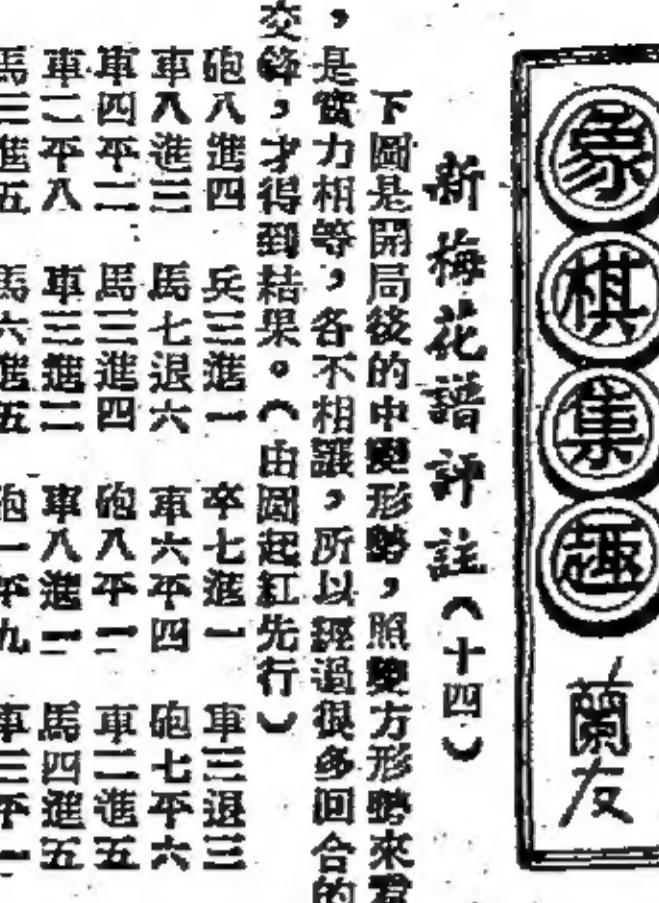 象棋集趣
蘭友
新梅花譜評註(十四)
下圖是開局後的中變形勢,照雙方形勢來看
,是實力相等,各不相讓,所以經過很多回合的
交鋒,才得到結果。(由圖起紅先行)
砲八進四 兵三進一 卒七進一 車三退三
車八進三 馬七退六 車六平四 砲七平六
車四平二 馬三進四 砲八平一 車二進五
車二平八 車三進二 車八進一 馬四進五
馬三進五 馬六進五 砲一平九 車三平一